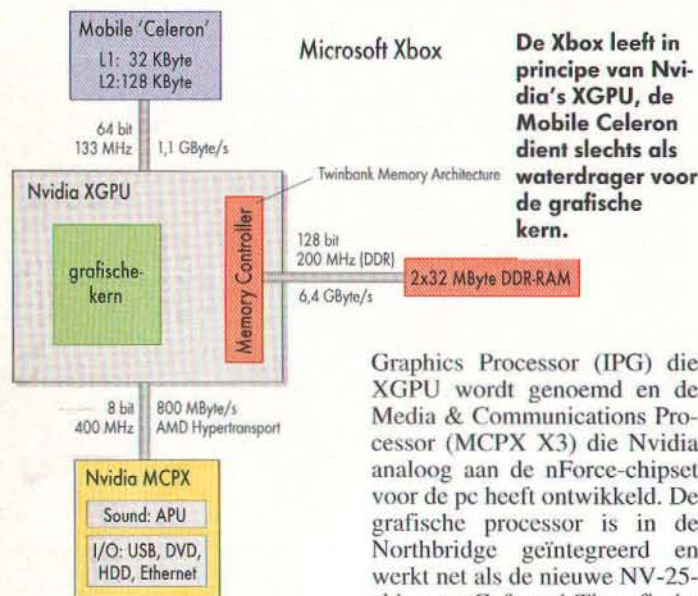 Mobile 'Celeron'
L1: 32 KByte
L2:128 KByte
Microsoft Xbox
De Xbox leeft in
principe van Nvi-
dia's XGPU, de
Mobile Celeron
dient slechts als
waterdrager voor
de grafische
kern.
64 bit
133 MHz
1,1 GByte/s
Nvidia XGPU
Twinbank Memory Architecture
grafische-
kern
Memory Controller
128 bit
200 MHz (DDR)
6,4 GByte/s
2x32 MByte DDR-RAM
8 bit
400 MHz
800 MByte/s
AMD Hypertransport
Nvidia MCPX
Sound: APU
I/O: USB, DVD,
HDD, Ethernet
Graphics Processor (IPG) die
XGPU wordt genoemd en de
Media & Communications Pro-
cessor (MCPX X3) die Nvidia
analoog aan de nForce-chipset
voor de pc heeft ontwikkeld. De
grafische processor is in de
Northbridge geïntegreerd en
werkt net als de nieuwe NV-25-